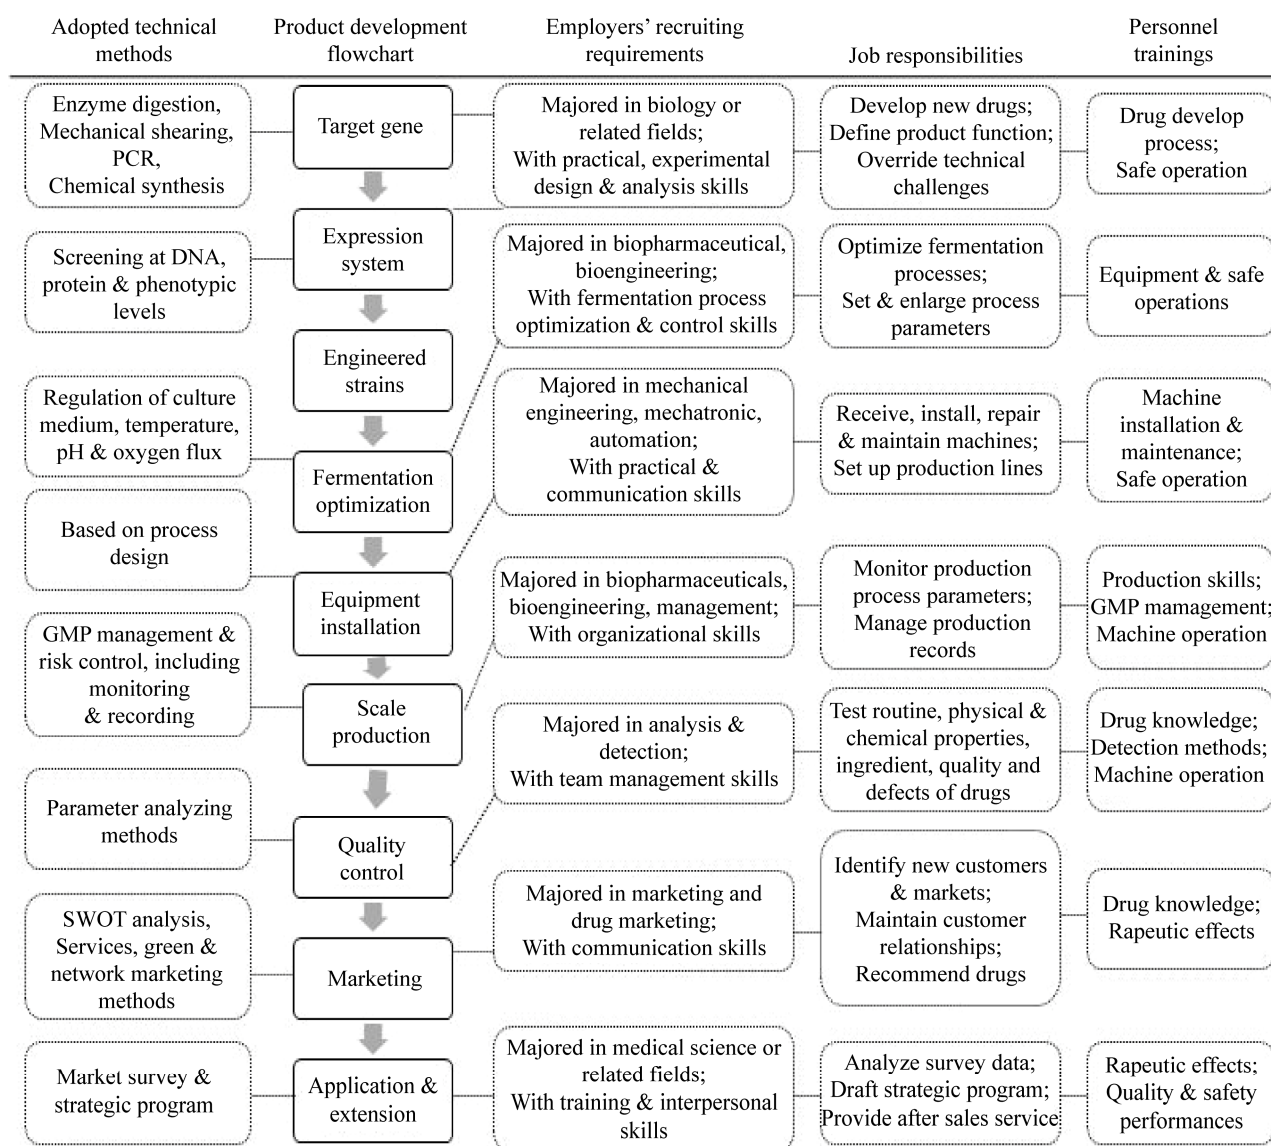 Adopted technical
methods
Product development
flowchart
Employers' recruiting
requirements
Job responsibilities
Personnel
trainings
Enzyme digestion,
Mechanical shearing,
PCR,
Chemical synthesis
Target gene
Majored in biology or
related fields;
With practical, experimental
design & analysis skills
Develop new drugs;
Define product function;
Override technical
challenges
Drug develop
process;
Safe operation
Screening at DNA,
protein & phenotypic
levels
Expression
system
Majored in biopharmaceutical,
bioengineering;
With fermentation process
optimization & control skills
Optimize fermentation
processes;
Set & enlarge process
parameters
Equipment & safe
operations
Engineered
strains
Regulation of culture
medium, temperature,
pH & oxygen flux
Fermentation
optimization
Majored in mechanical
engineering, mechatronic,
automation;
With practical &
communication skills
Receive, install, repair
& maintain machines;
Set up production lines
Machine
installation &
maintenance;
Safe operation
Based on process
design
Equipment
installation
Majored in biopharmaceuticals,
bioengineering, management;
With organizational skills
Monitor production
process parameters;
Manage production
records
Production skills;
GMP mamagement;
Machine operation
GMP management &
risk control, including
monitoring
& recording
Scale
production
Majored in analysis &
detection;
With team management skills
Test routine, physical &
chemical properties,
ingredient, quality and
defects of drugs
Drug knowledge;
Detection methods;
Machine operation
Parameter analyzing
methods
Quality
control
Majored in marketing and
drug marketing;
With communication skills
Identify new customers
& markets;
Maintain customer
relationships;
Recommend drugs
Drug knowledge;
Rapeutic effects
SWOT analysis,
Services, green &
network marketing
methods
Marketing
Market survey &
strategic program
Application &
extension
Majored in medical science or
related fields;
With training & interpersonal
skills
Analyze survey data;
Draft strategic program;
Provide after sales service
Rapeutic effects;
Quality & safety
performances